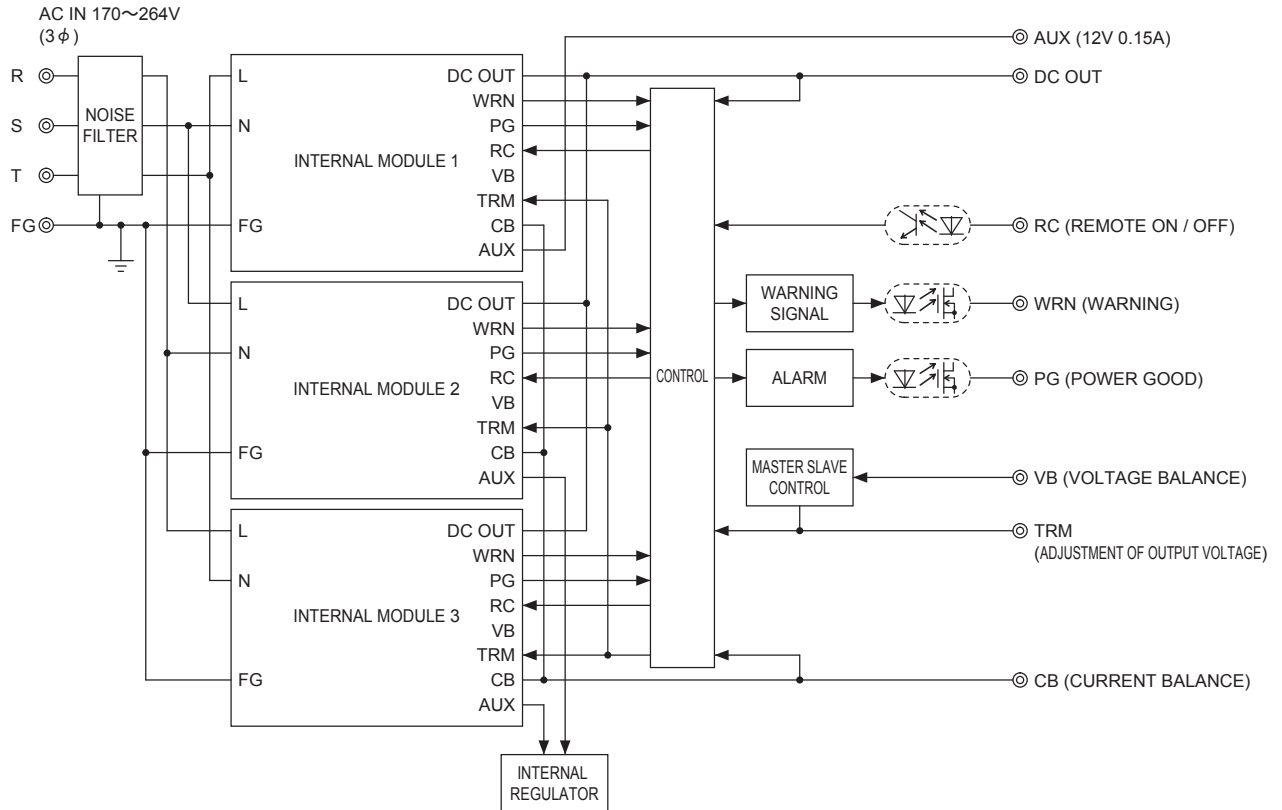 AC IN 170～264V
(3φ)
R
S
T
FG
NOISE
FILTER
L
N
FG
INTERNAL MODULE 1
DC OUT
WRN
PG
RC
VB
TRM
CB
AUX
L
N
FG
INTERNAL MODULE 2
DC OUT
WRN
PG
RC
VB
TRM
CB
AUX
L
N
FG
INTERNAL MODULE 3
DC OUT
WRN
PG
RC
VB
TRM
CB
AUX
INTERNAL
REGULATOR
CONTROL
WARNING
SIGNAL
ALARM
MASTER SLAVE
CONTROL
AUX (12V 0.15A)
DC OUT
RC (REMOTE ON / OFF)
WRN (WARNING)
PG (POWER GOOD)
VB (VOLTAGE BALANCE)
TRM
(ADJUSTMENT OF OUTPUT VOLTAGE)
CB (CURRENT BALANCE)